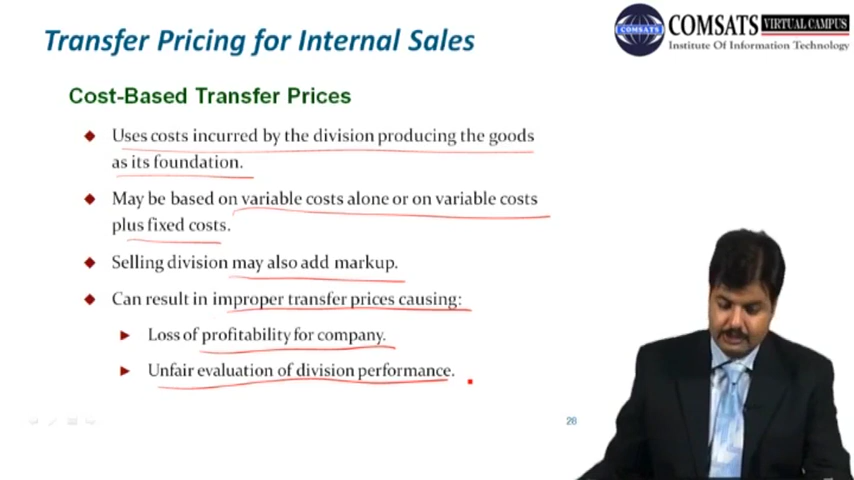 Transfer Pricing for Internal Sales
COMSATS VIRTUAL CAMPUS
Institute Of Information Technology
COMSATS
Cost-Based Transfer Prices
Uses costs incurred by the division producing the goods
as its foundation.
May be based on variable costs alone or on variable costs
plus fixed costs.
Selling division may also add markup.
Can result in improper transfer prices causing:
Loss of profitability for company.
Unfair evaluation of division performance.
26